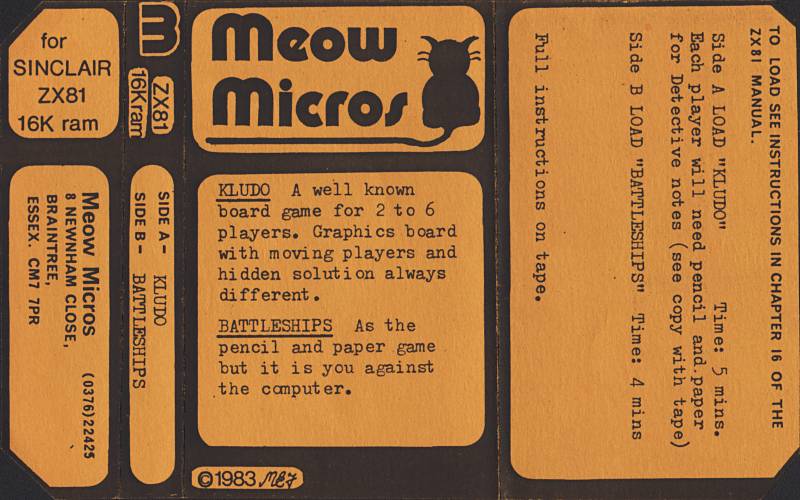 for
SINCLAIR
ZX81
16K ram
Meow Micros (0376)22425
8 NEWNHAM CLOSE,
BRAINTREE,
ESSEX. CM7 7PR
m
ZX81
16Kram
SIDE A- KLUDO
SIDE B- BATTLESHIPS
Meow
Micros
KLUDO A well known
board game for 2 to 6
players. Graphics board
with moving players and
hidden solution always
different.
BATTLESHIPS As the
pencil and paper game
but it is you against
the computer.
©1983
TO LOAD SEE INSTRUCTIONS IN CHAPTER 16 OF THE
ZX81 MANUAL.
Side A LOAD "KLUDO" Time: 5 mins.
Each player will need pencil and paper
for Detective notes (see copy with tape)
Side B LOAD "BATTLESHIPS" Time: 4 mins
Full instructions on tape.